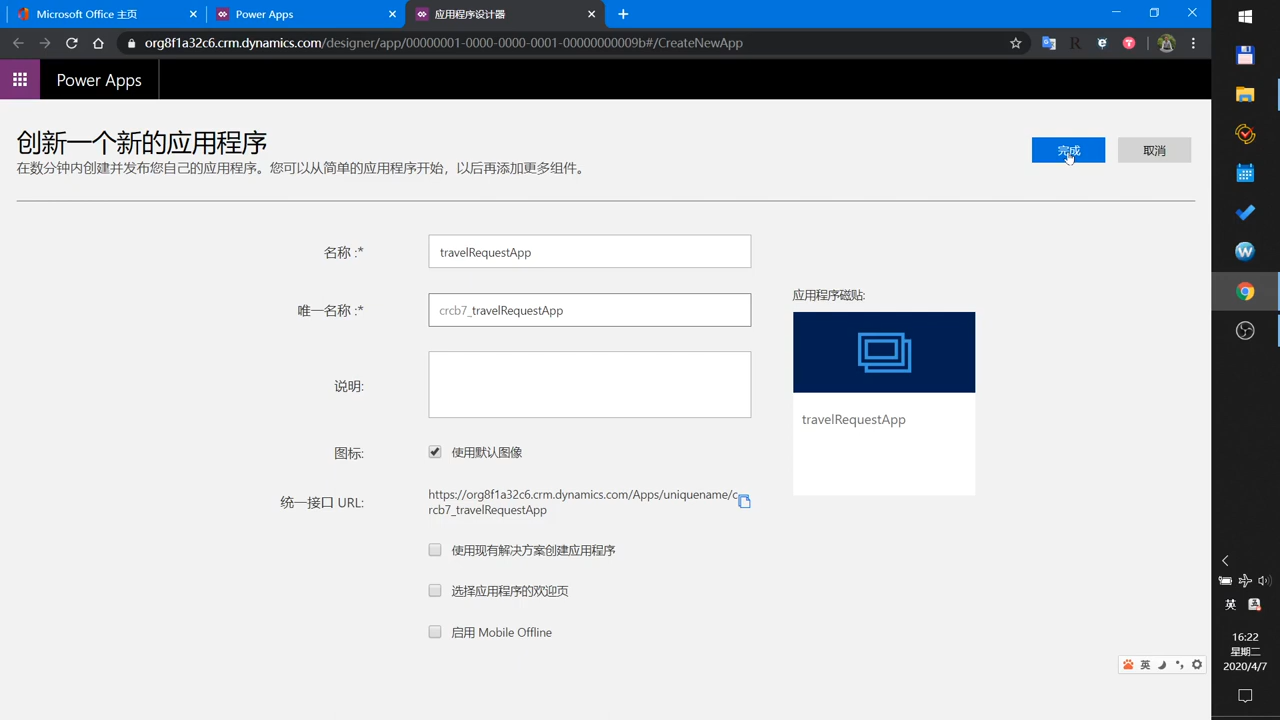 Microsoft Office 主页
Power Apps
应用程序设计器
org8f1a32c6.crm.dynamics.com/designer/app/00000001-0000-0000-0001-00000000009b#/CreateNewApp
Power Apps
创新一个新的应用程序
在数分钟内创建并发布您自己的应用程序。您可以从简单的应用程序开始，以后再添加更多组件。
完成
取消
名称 :*
travelRequestApp
唯一名称 :*
crcb7_travelRequestApp
说明:
应用程序磁贴:
travelRequestApp
图标:
使用默认图像
统一接口 URL:
https://org8f1a32c6.crm.dynamics.com/Apps/uniquename/c
rcb7_travelRequestApp
使用现有解决方案创建应用程序
选择应用程序的欢迎页
启用 Mobile Offline
英
英
16:22
星期二
2020/4/7